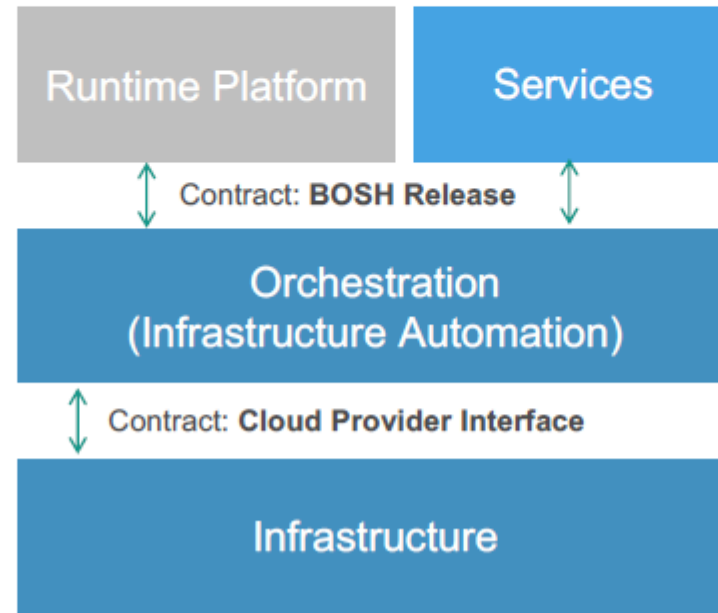 Runtime Platform
Services
Contract: BOSH Release
Orchestration
(Infrastructure Automation)
Contract: Cloud Provider Interface
Infrastructure